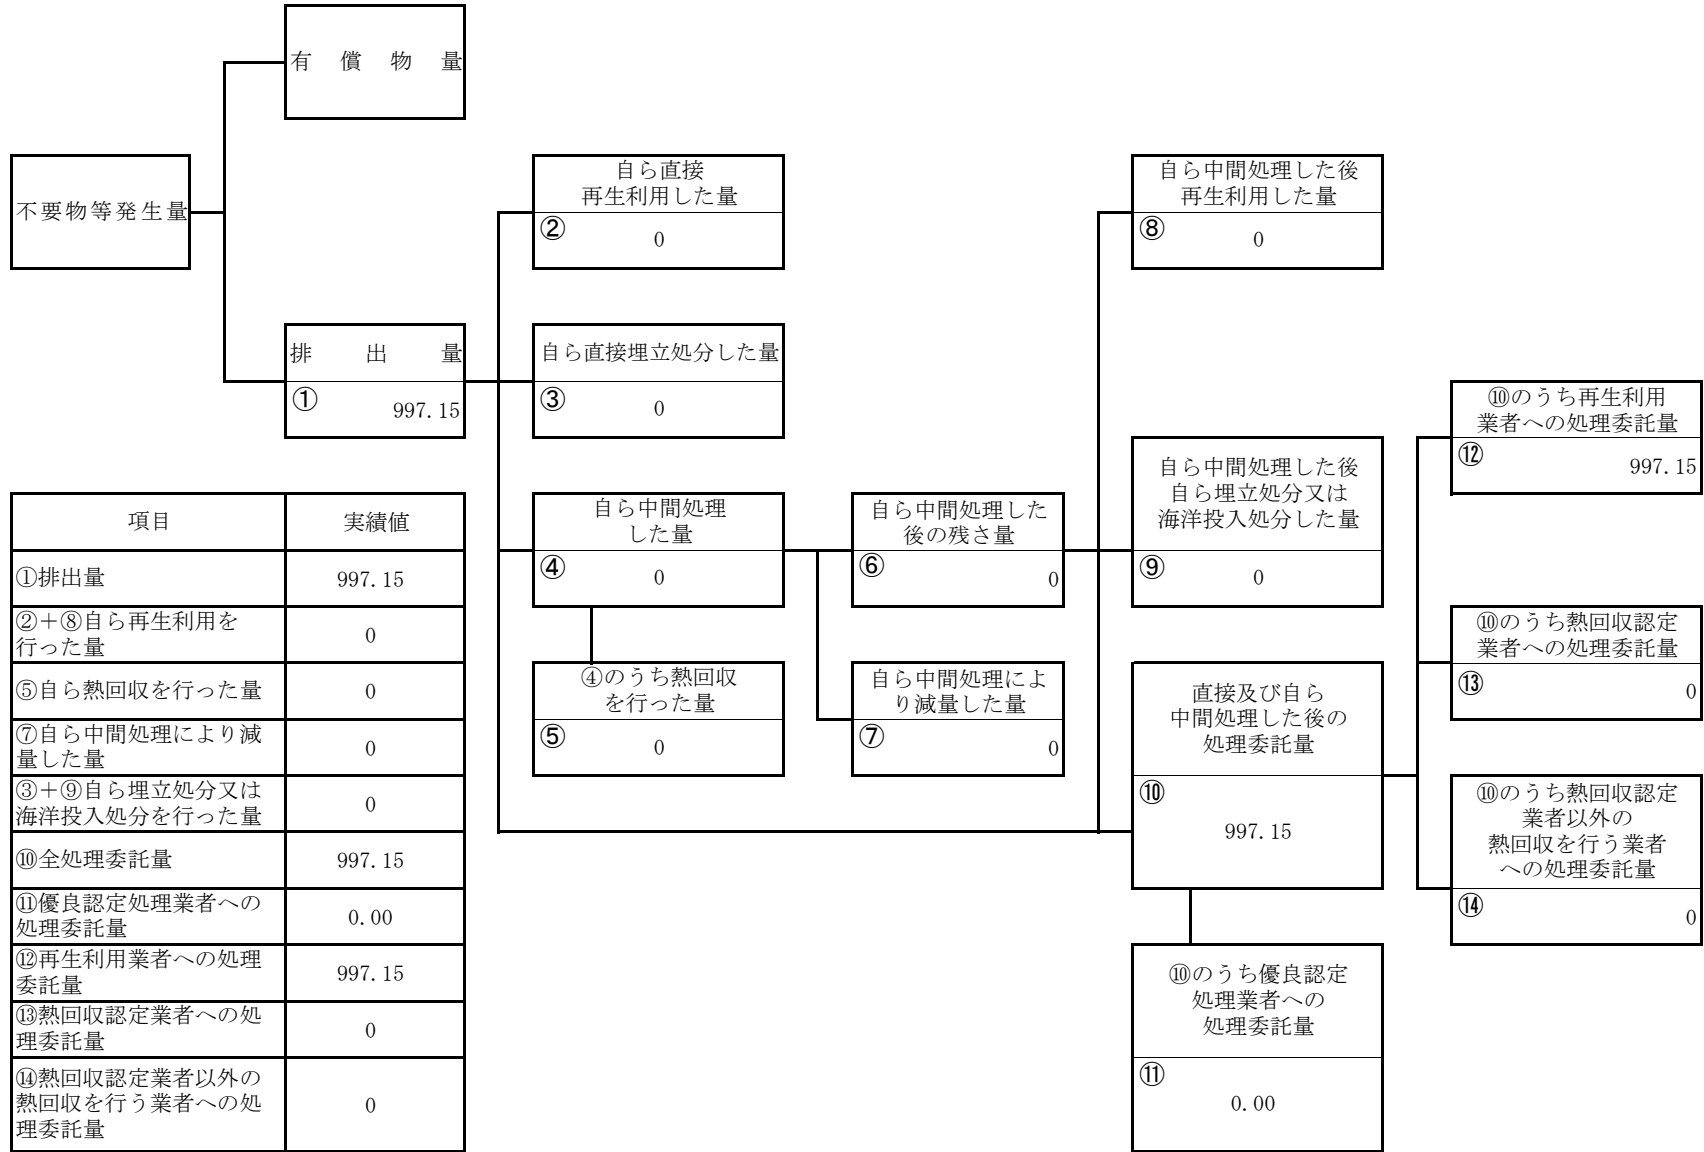 有償物量
不要物等発生量
排出量
①
997.15
自ら直接
再生利用した量
②
0
自ら直接埋立処分した量
③
0
自ら中間処理
した量
④
0
④のうち熱回収
を行った量
⑤
0
自ら中間処理した
後の残さ量
⑥
0
自ら中間処理によ
り減量した量
⑦
0
自ら中間処理した後
再生利用した量
⑧
0
自ら中間処理した後
自ら埋立処分又は
海洋投入処分した量
⑨
0
直接及び自ら
中間処理した後の
処理委託量
⑩
997.15
⑩のうち優良認定
処理業者への
処理委託量
⑪
0.00
⑩のうち再生利用
業者への処理委託量
⑫
997.15
⑩のうち熱回収認定
業者への処理委託量
⑬
0
⑩のうち熱回収認定
業者以外の
熱回収を行う業者
への処理委託量
⑭
0
項目 実績値
①排出量 997.15
②+⑧自ら再生利用を
行った量 0
⑤自ら熱回収を行った量 0
⑦自ら中間処理により減
量した量 0
③+⑨自ら埋立処分又は
海洋投入処分を行った量 0
⑩全処理委託量 997.15
⑪優良認定処理業者への
処理委託量 0.00
⑫再生利用業者への処理
委託量 997.15
⑬熱回収認定業者への処
理委託量 0
⑭熱回収認定業者以外の
熱回収を行う業者への処
理委託量 0